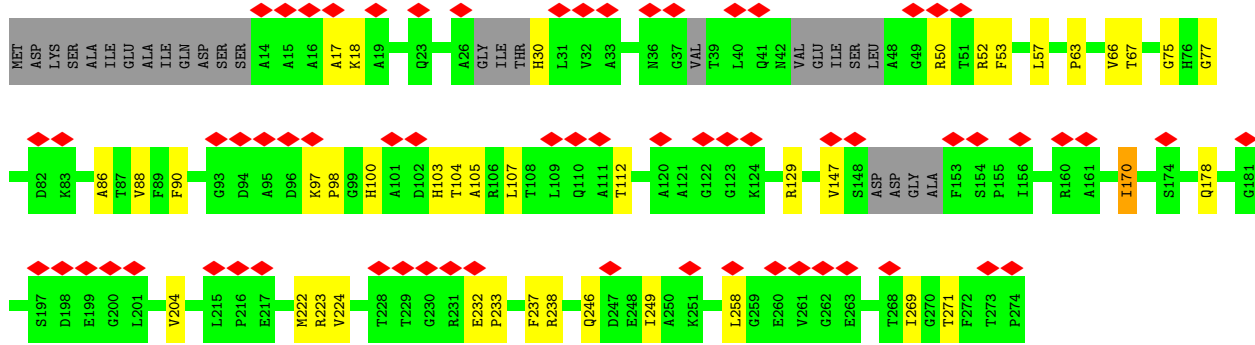 MET ASP LYS SER ALA ILE GLU ALA ILE GLN ASP SER SER A14 A15 A16 A17 K18 A19 Q23 A26 GLY ILE THR H30 L31 V32 A33 N36 G37 VAL T39 L40 Q41 N42 VAL GLU ILE SER LEU A48 G49 R50 T51 R52 F53 L57 P63 V66 T67 G75 H76 G77
D82 K83 A86 T87 V88 F89 F90 G93 D94 A95 D96 K97 P98 G99 H100 A101 D102 H103 T104 A105 R106 L107 T108 L109 Q110 A111 T112 A120 A121 G122 G123 K124 R129 V147 S148 ASP ASP GLY ALA F153 S154 P155 I156 R160 A161 I170 S174 Q178 G181
S197 D198 E199 G200 L201 V204 L215 P216 E217 M222 R223 V224 T228 T229 G230 R231 E232 P233 F237 R238 Q246 D247 E248 I249 A250 K251 L258 G259 E260 V261 G262 E263 T268 I269 G270 T271 F272 T273 P274